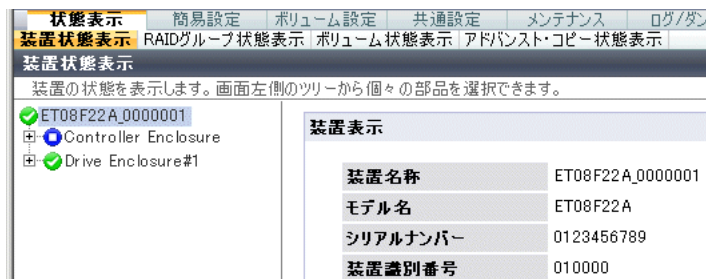 状態表示 簡易設定 ボリューム設定 共通設定 メンテナンス ログ/ダン
装置状態表示 RAIDグループ状態表示 ボリューム状態表示 アドバンスト・コピー状態表示
装置状態表示
装置の状態を表示します。画面左側のツリーから個々の部品を選択できます。
ET08F22A_0000001
Controller Enclosure
Drive Enclosure#1
装置表示
装置名称 ET08F22A_0000001
モデル名 ET08F22A
シリアルナンバー 0123456789
装置識別番号 010000